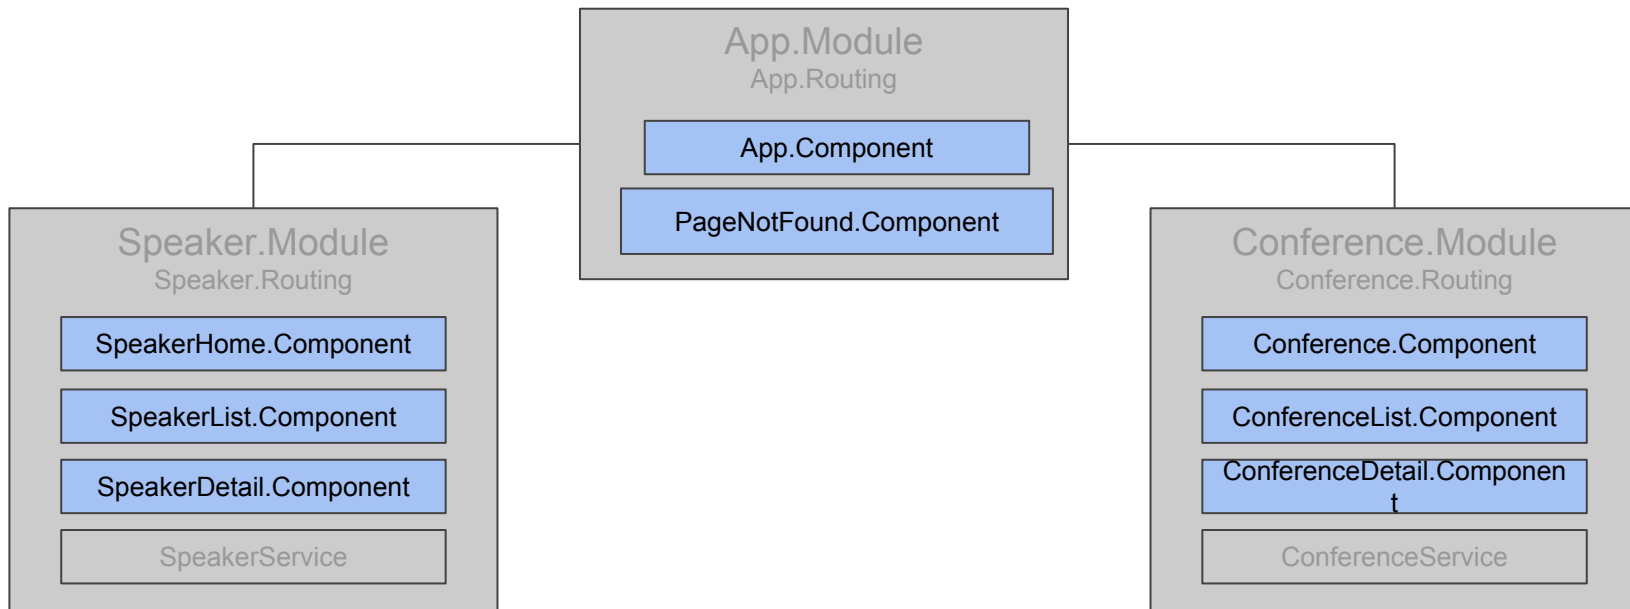 App.Module
App.Routing
App.Component
PageNotFound.Component
Speaker.Module
Speaker.Routing
SpeakerHome.Component
SpeakerList.Component
SpeakerDetail.Component
SpeakerService
Conference.Module
Conference.Routing
Conference.Component
ConferenceList.Component
ConferenceDetail.Componen
t
ConferenceService